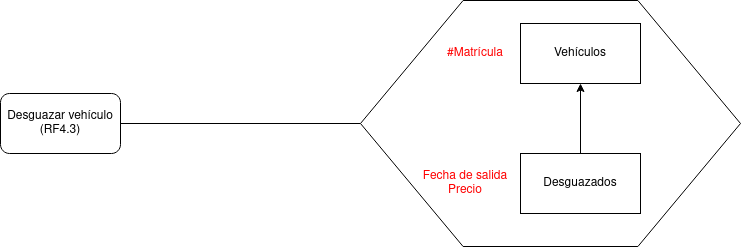 Desguazar vehículo
(RF4.3)
#Matrícula
Vehículos
Fecha de salida
Precio
Desguazados